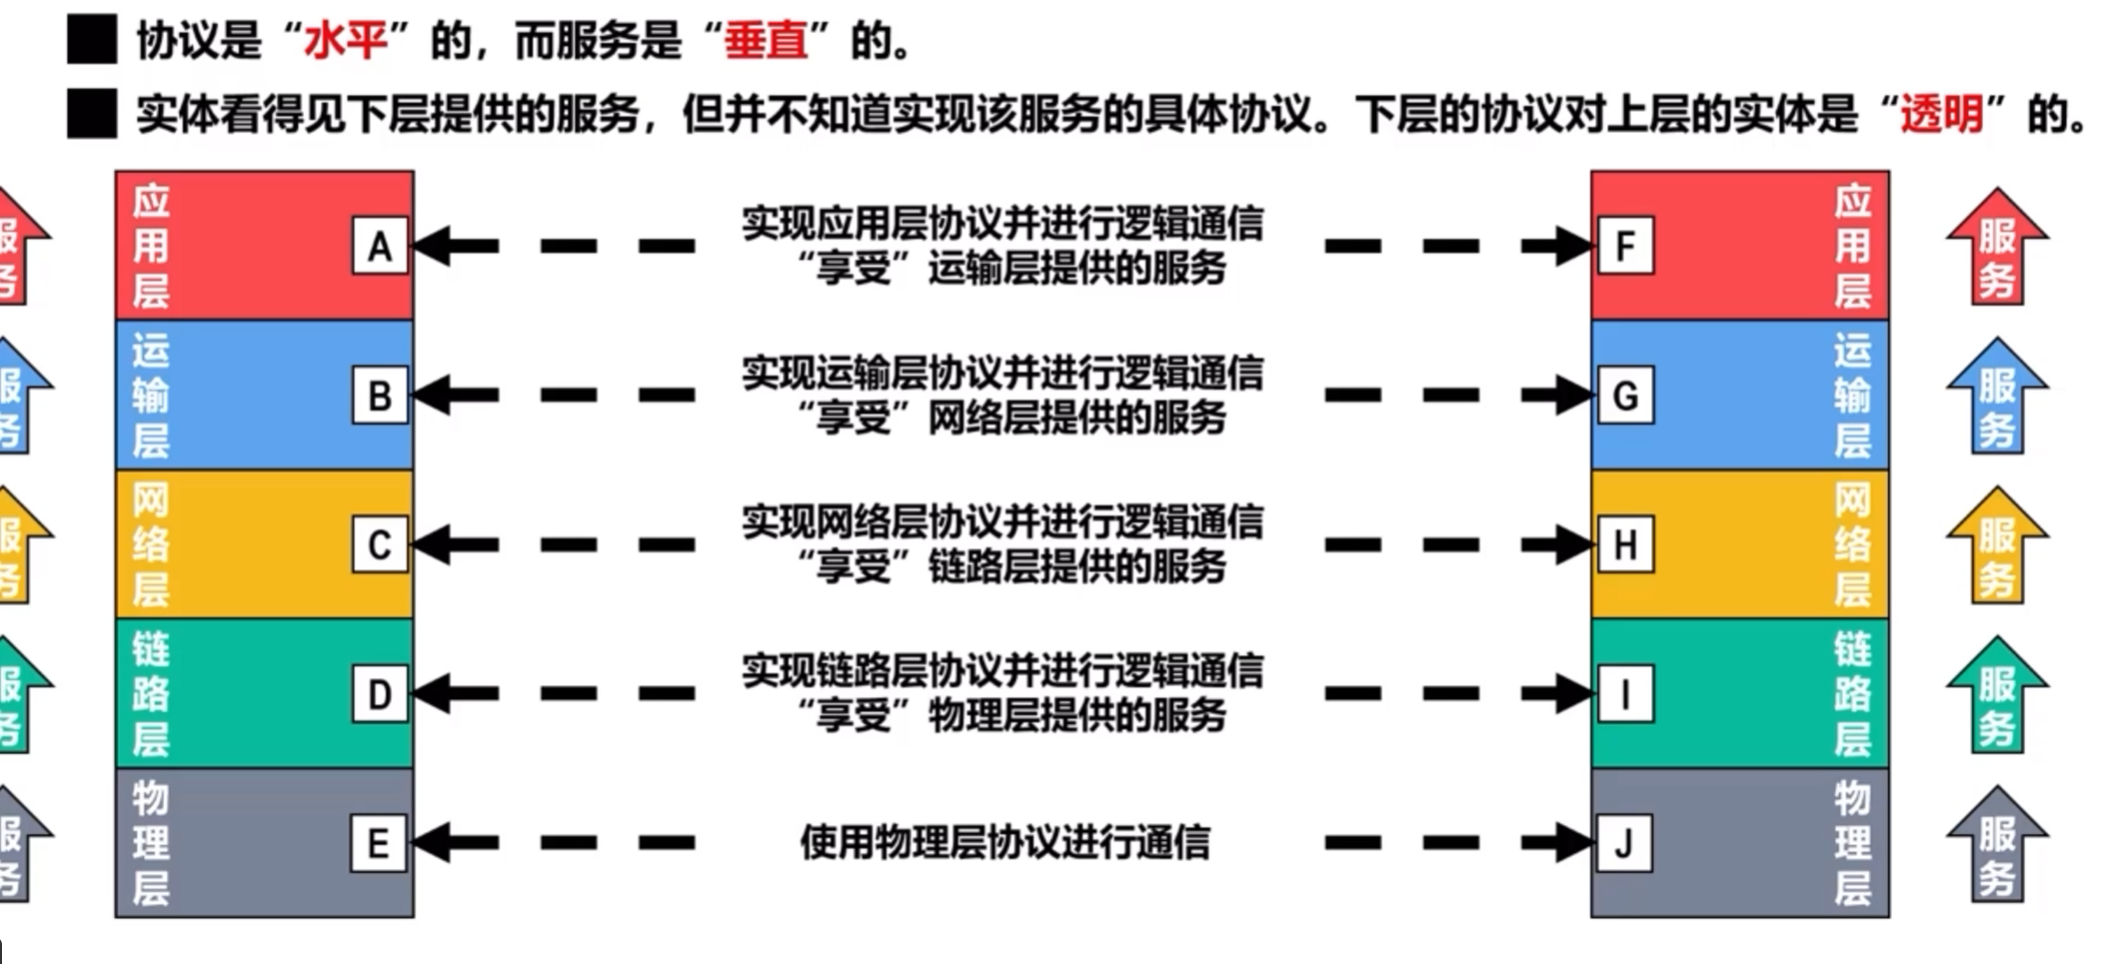 协议是“水平”的，而服务是“垂直”的。
实体看得见下层提供的服务，但并不知道实现该服务的具体协议。下层的协议对上层的实体是“透明”的。
服务
应用层
A
实现应用层协议并进行逻辑通信
“享受”运输层提供的服务
F
应用层
服务
服务
运输层
B
实现运输层协议并进行逻辑通信
“享受”网络层提供的服务
G
运输层
服务
服务
网络层
C
实现网络层协议并进行逻辑通信
“享受”链路层提供的服务
H
网络层
服务
服务
链路层
D
实现链路层协议并进行逻辑通信
“享受”物理层提供的服务
I
链路层
服务
服务
物理层
E
使用物理层协议进行通信
J
物理层
服务